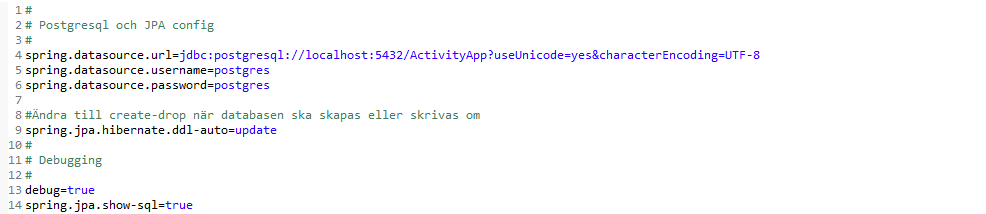 1 #
2 # Postgresql och JPA config
3 #
4 spring.datasource.url=jdbc:postgresql://localhost:5432/ActivityApp?useUnicode=yes&characterEncoding=UTF-8
5 spring.datasource.username=postgres
6 spring.datasource.password=postgres
7
8 #Ändra till create-drop när databasen ska skapas eller skrivas om
9 spring.jpa.hibernate.ddl-auto=update
10 #
11 # Debugging
12 #
13 debug=true
14 spring.jpa.show-sql=true